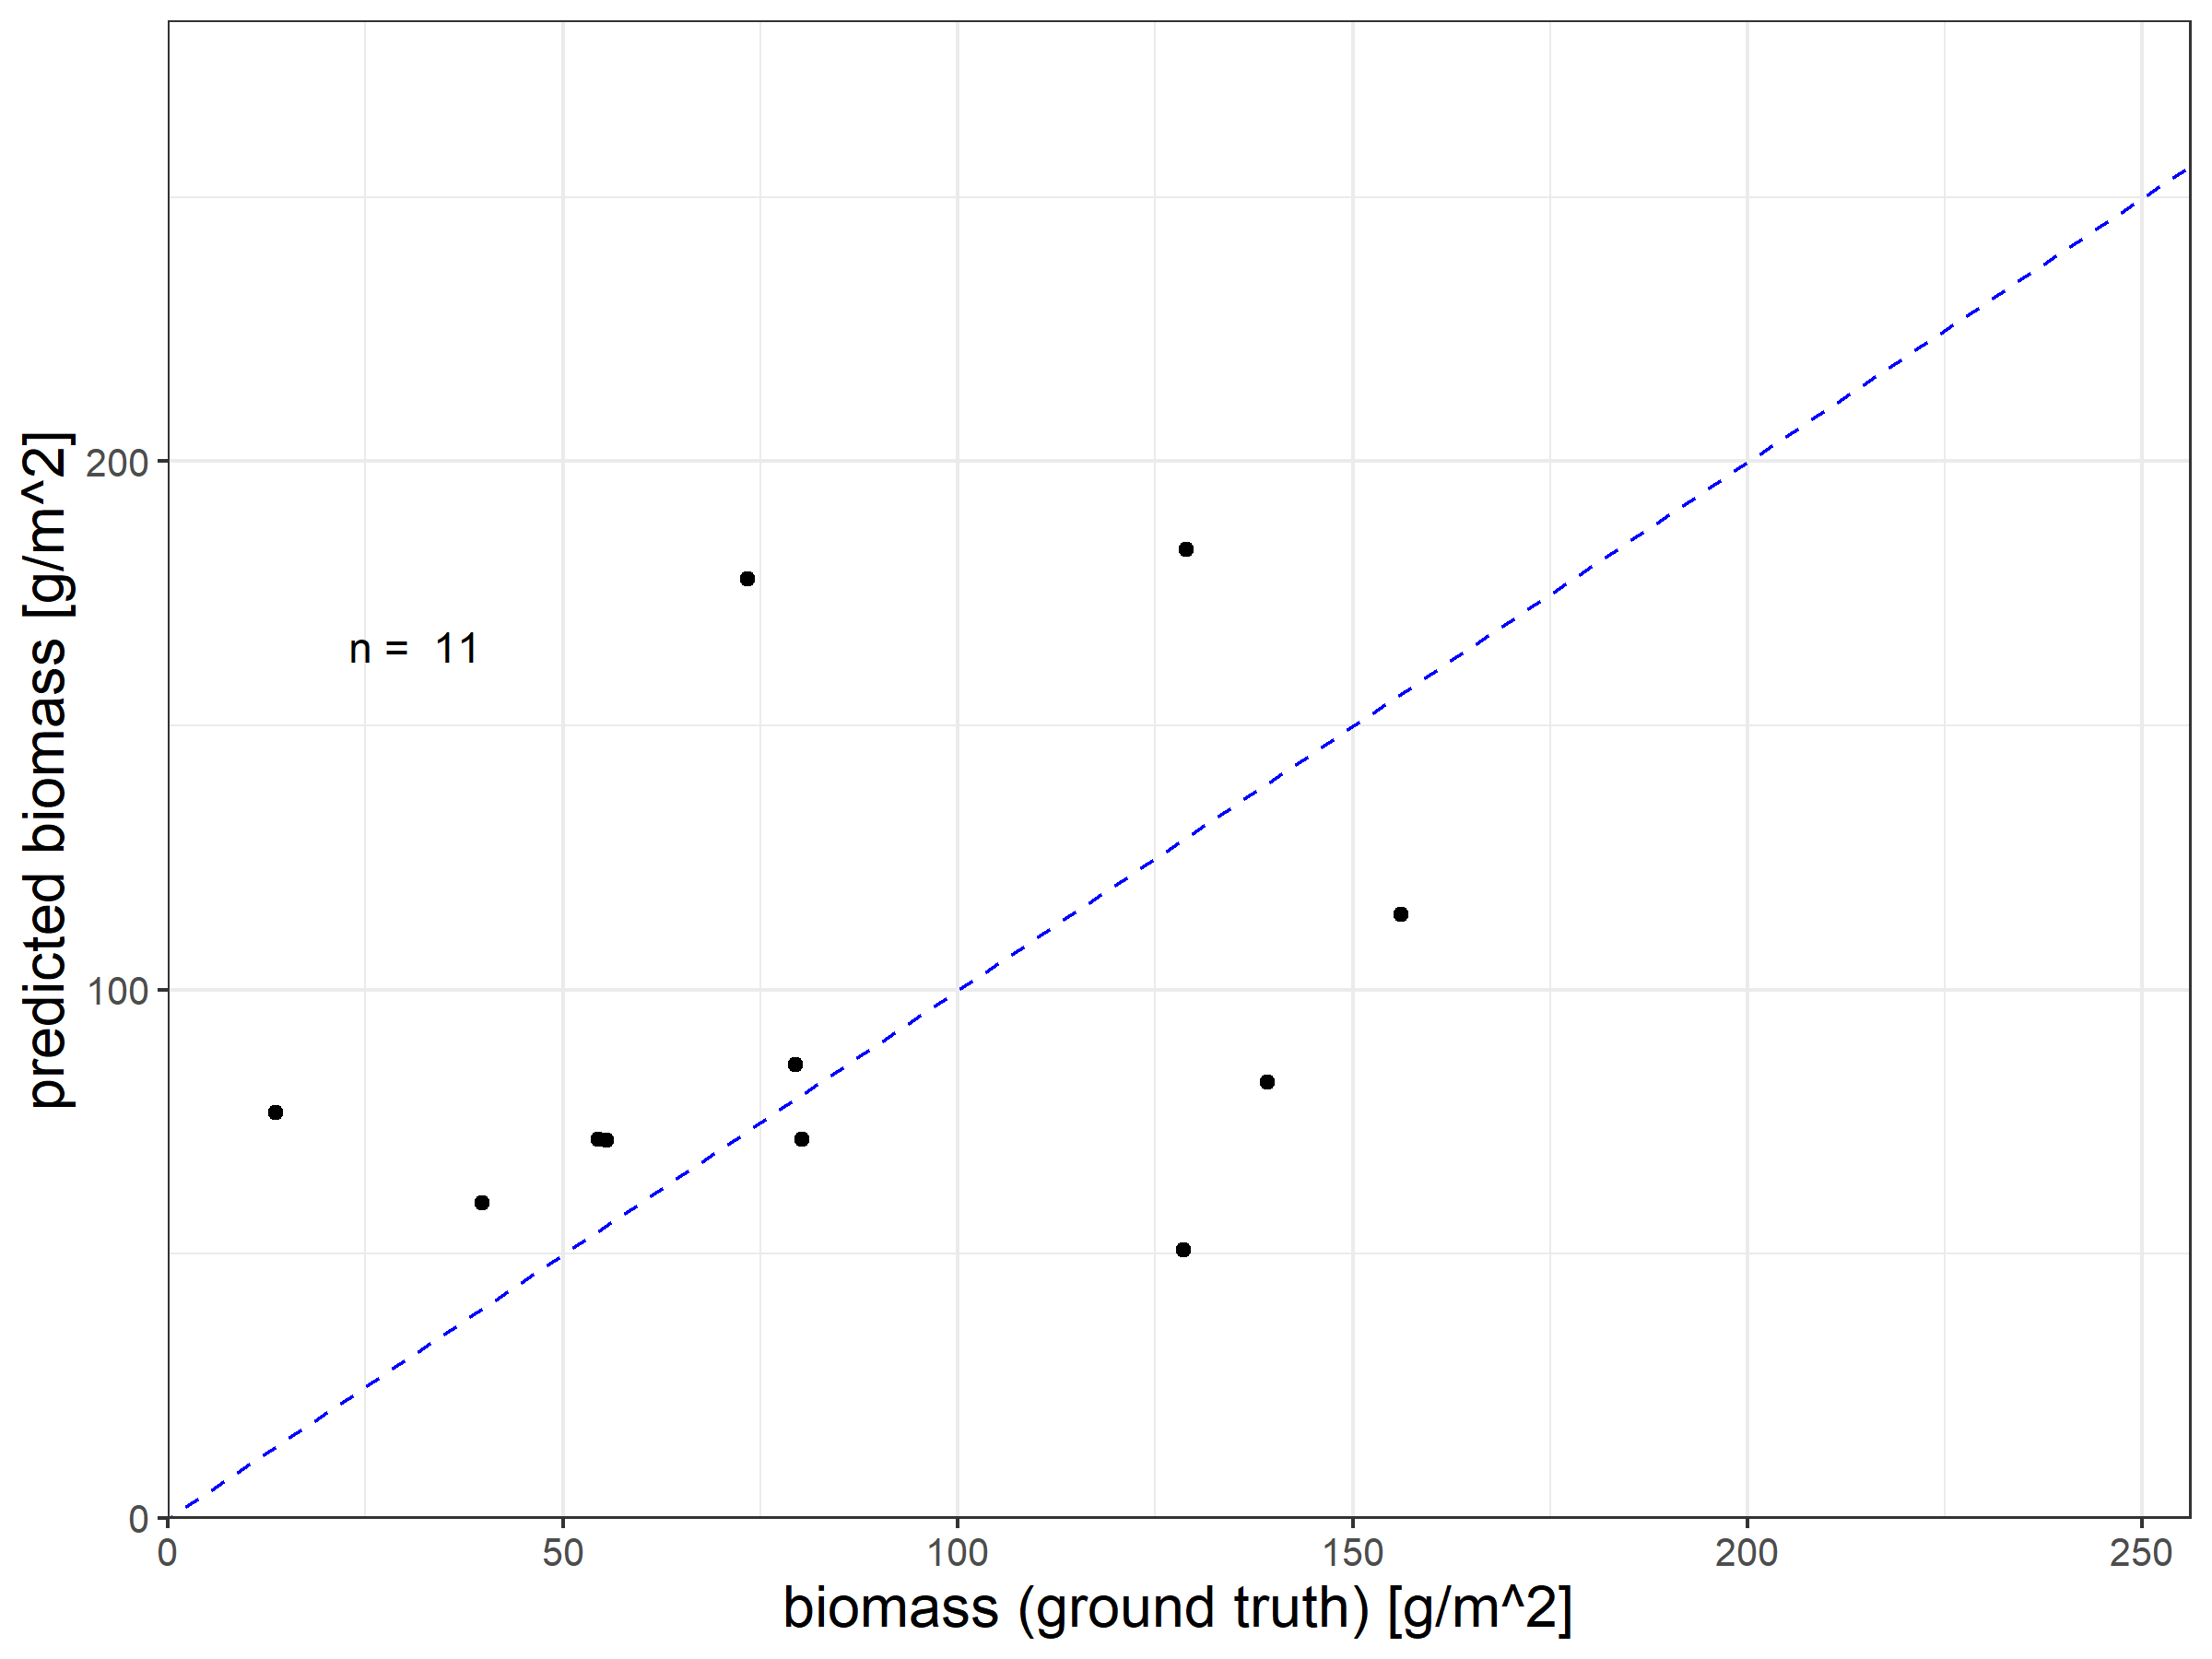 predicted biomass [g/m^2]
200
100
0
n =  11
0 50 100 150 200 250
biomass (ground truth) [g/m^2]